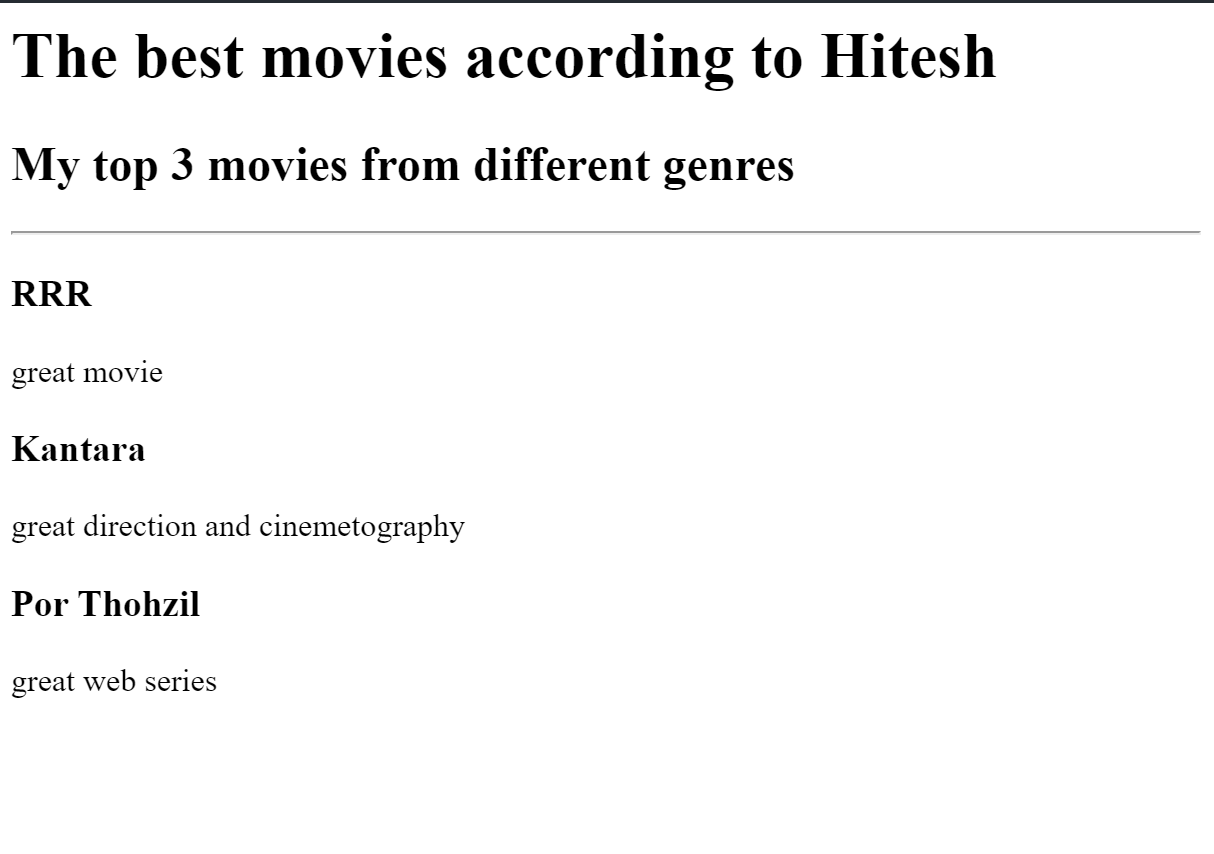 The best movies according to Hitesh
My top 3 movies from different genres
RRR
great movie
Kantara
great direction and cinemetography
Por Thohzil
great web series